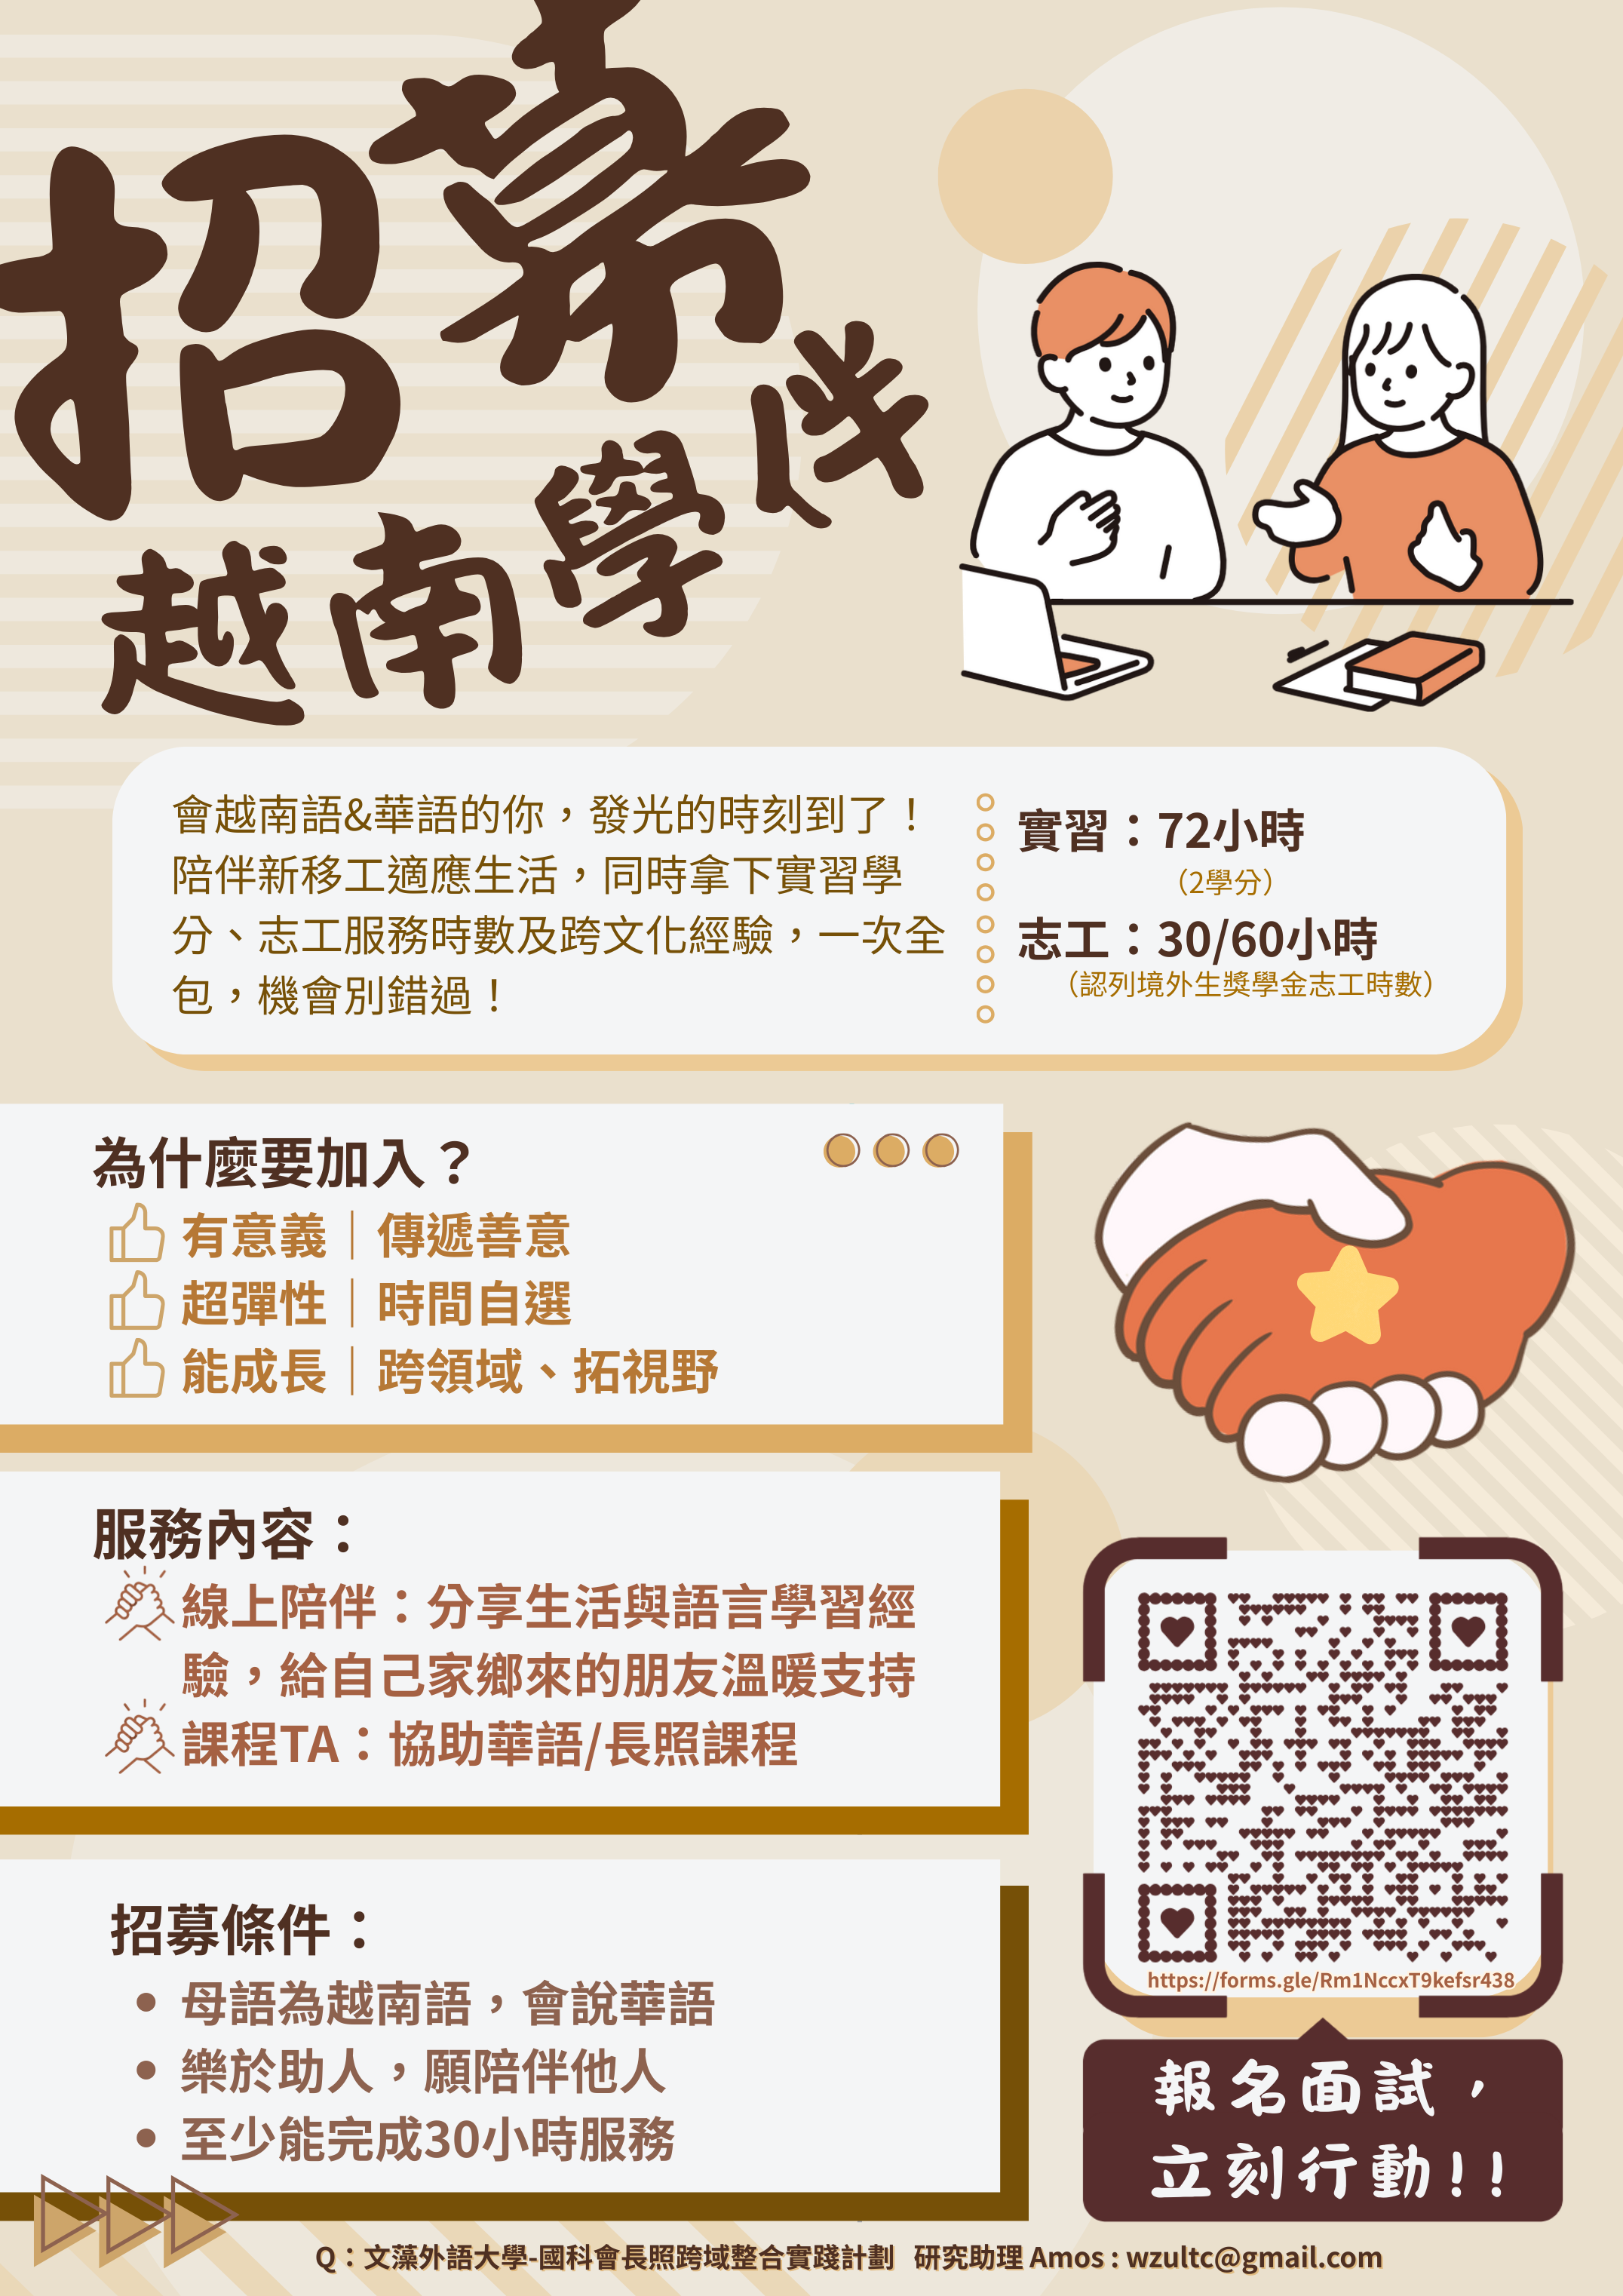 招募
越南學伴
會越南語&華語的你，發光的時刻到了！
陪伴新移工適應生活，同時拿下實習學
分、志工服務時數及跨文化經驗，一次全
包，機會別錯過！
實習：72小時
（2學分）
志工：30/60小時
（認列境外生獎學金志工時數）
為什麼要加入？
有意義｜傳遞善意
超彈性｜時間自選
能成長｜跨領域、拓視野
服務內容：
線上陪伴：分享生活與語言學習經
驗，給自己家鄉來的朋友溫暖支持
課程TA：協助華語/長照課程
招募條件：
母語為越南語，會說華語
樂於助人，願陪伴他人
至少能完成30小時服務
https://forms.gle/Rm1NccxT9kefsr438
報名面試，
立刻行動!!
Q：文藻外語大學-國科會長照跨域整合實踐計劃 研究助理 Amos : wzultc@gmail.com